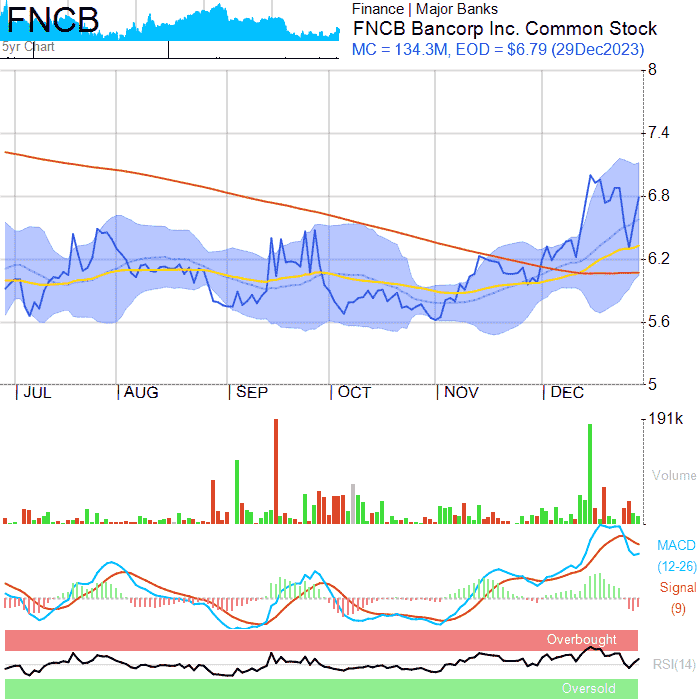 FNCB
5yr Chart
Finance | Major Banks
FNCB Bancorp Inc. Common Stock
MC = 134.3M, EOD = $6.79 (29Dec2023)
8
7.4
6.8
6.2
5.6
5
JUL
AUG
SEP
OCT
NOV
DEC
191k
Volume
MACD
(12-26)
Signal
(9)
Overbought
RSI(14)
Oversold